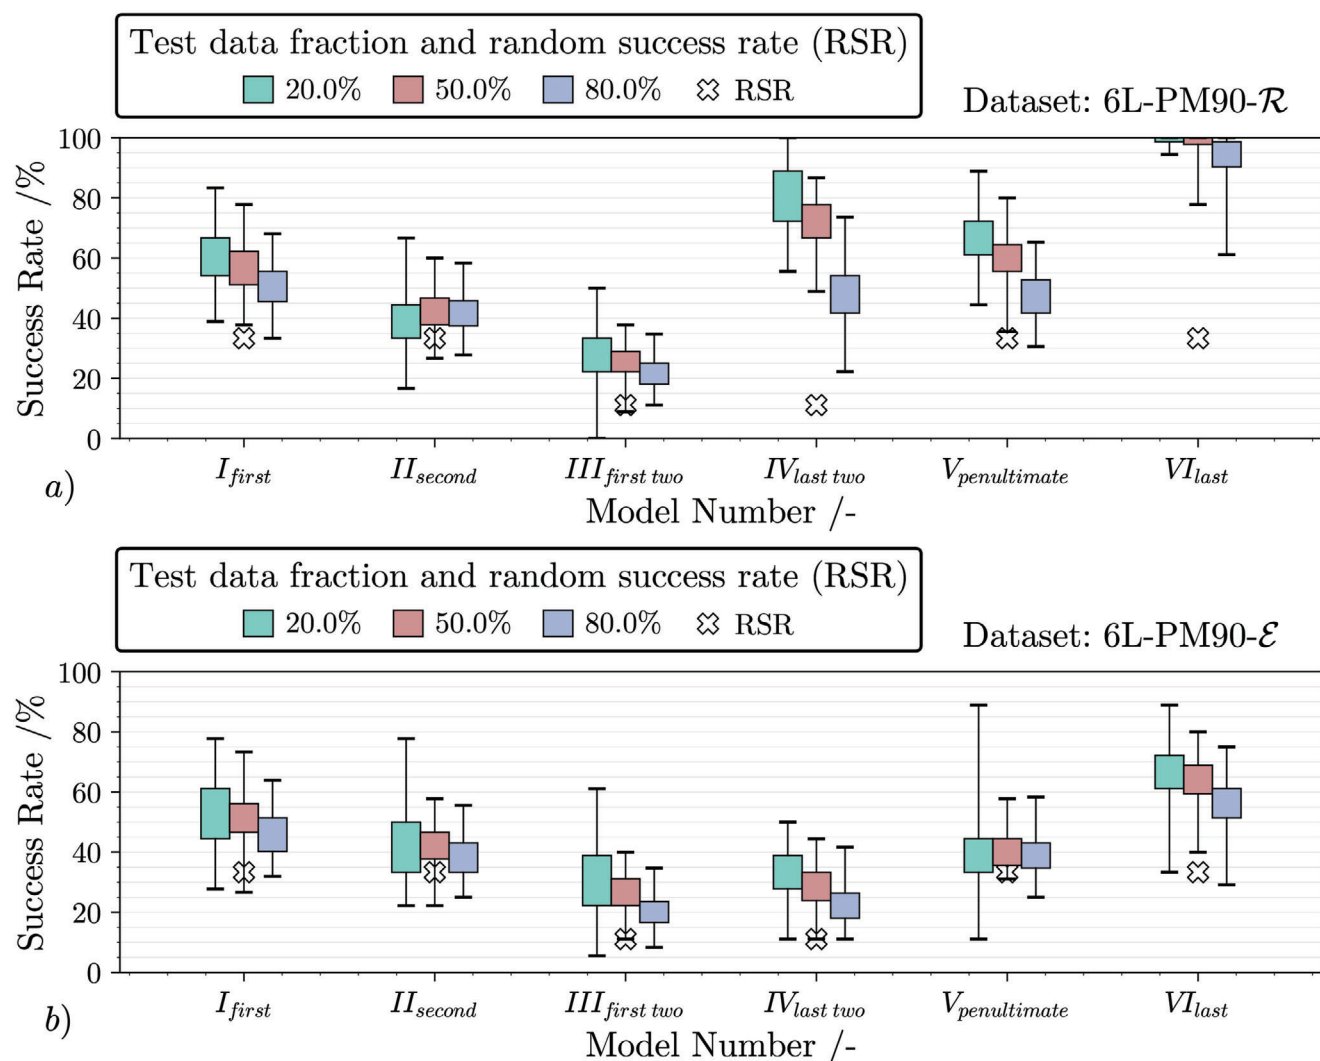 Test data fraction and random success rate (RSR)
20.0% 50.0% 80.0% RSR
Dataset: 6L-PM90-ℛ
Success Rate /%
100
80
60
40
20
0
I_first II_second III_first two IV_last two V_penultimate VI_last
a)
Model Number /-
Test data fraction and random success rate (RSR)
20.0% 50.0% 80.0% RSR
Dataset: 6L-PM90-ℰ
Success Rate /%
100
80
60
40
20
0
I_first II_second III_first two IV_last two V_penultimate VI_last
b)
Model Number /-